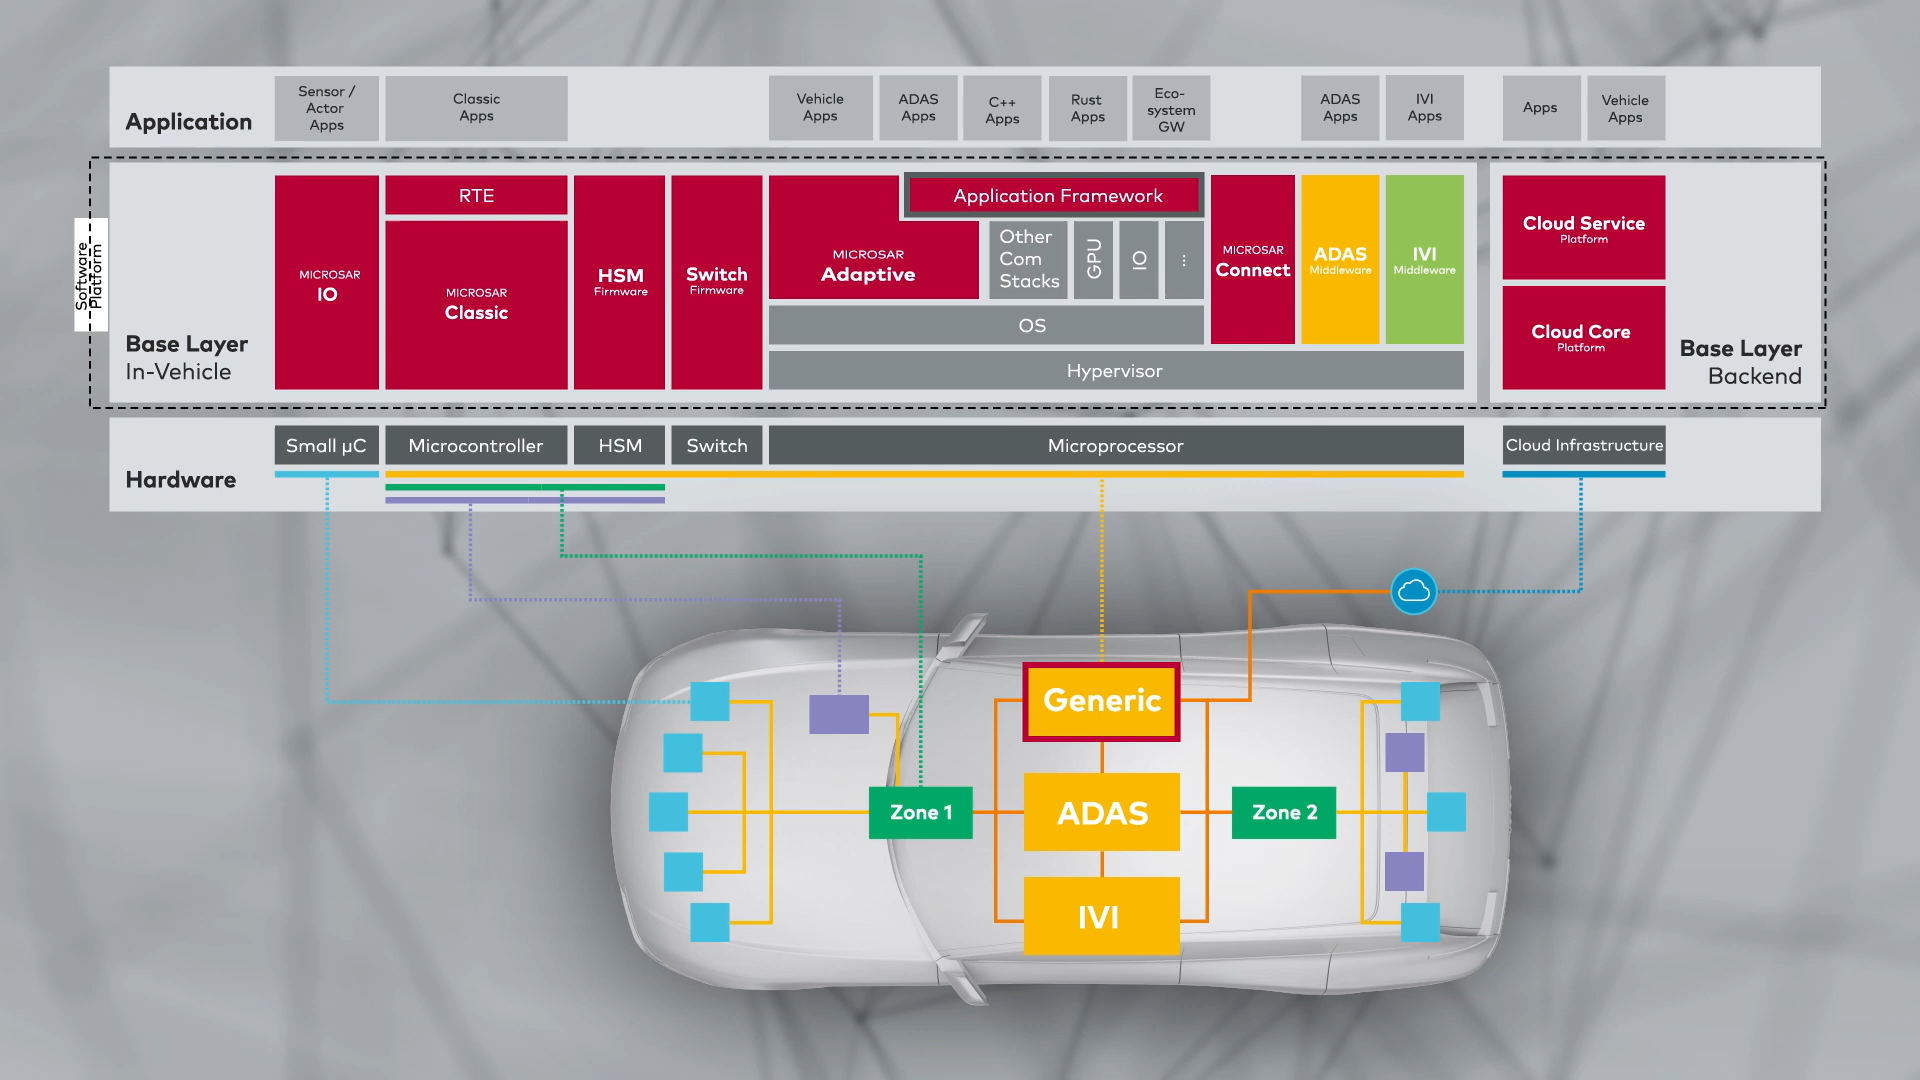 Application
Sensor /
Actor
Apps
Classic
Apps
Vehicle
Apps
ADAS
Apps
C++
Apps
Rust
Apps
Eco-
system
GW
ADAS
Apps
IVI
Apps
Apps
Vehicle
Apps
Software
Platform
Base Layer
In-Vehicle
MICROSAR
IO
RTE
MICROSAR
Classic
HSM
Firmware
Switch
Firmware
MICROSAR
Adaptive
Application Framework
Other
Com
Stacks
GPU
IO
...
OS
Hypervisor
MICROSAR
Connect
ADAS
Middleware
IVI
Middleware
Cloud Service
Platform
Cloud Core
Platform
Base Layer
Backend
Hardware
Small µC
Microcontroller
HSM
Switch
Microprocessor
Cloud Infrastructure
Generic
Zone 1
ADAS
Zone 2
IVI